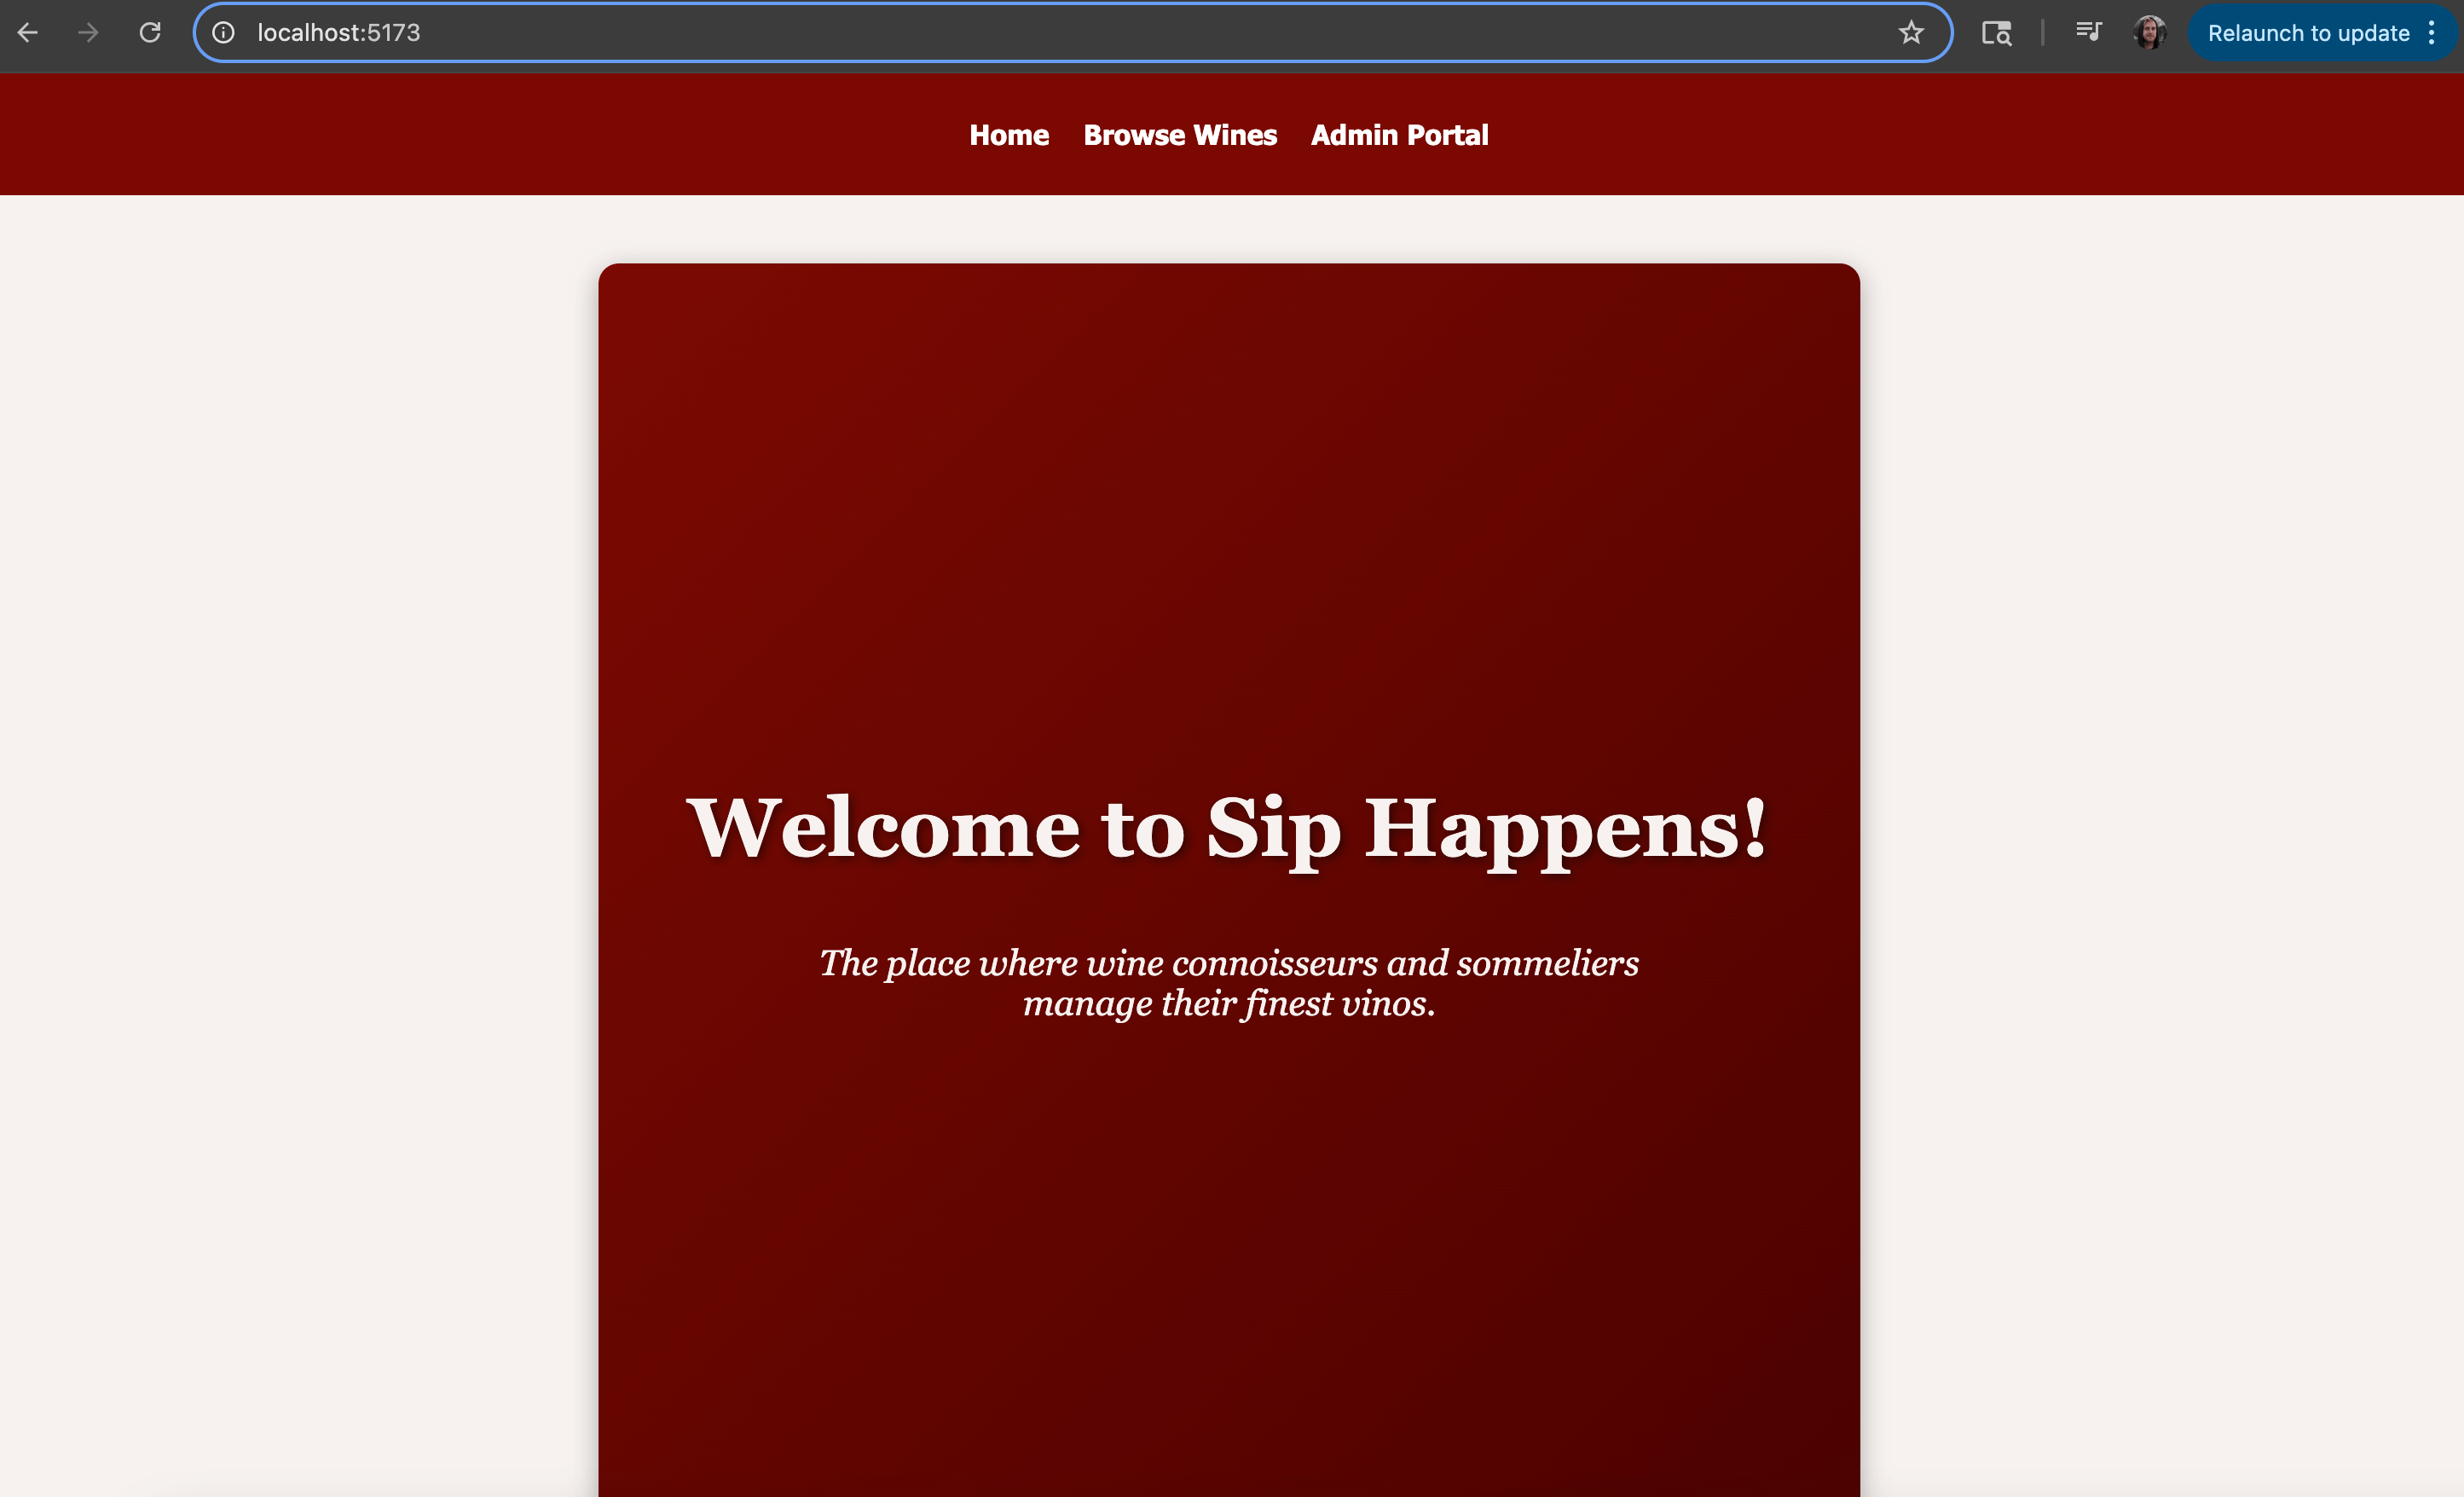 localhost:5173
Relaunch to update
Home Browse Wines Admin Portal
Welcome to Sip Happens!
The place where wine connoisseurs and sommeliers
manage their finest vinos.